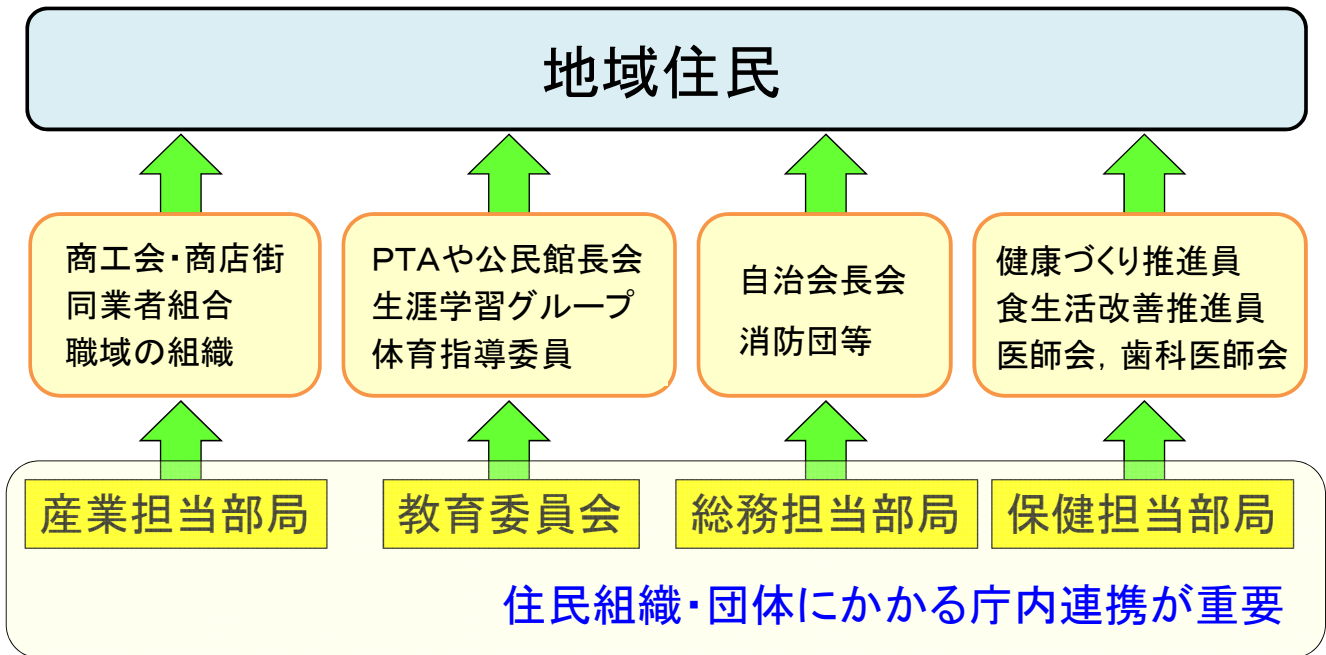 地域住民
商工会・商店街
同業者組合
職域の組織
PTAや公民館長会
生涯学習グループ
体育指導委員
自治会長会
消防団等
健康づくり推進員
食生活改善推進員
医師会，歯科医師会
産業担当部局
教育委員会
総務担当部局
保健担当部局
住民組織・団体にかかる庁内連携が重要